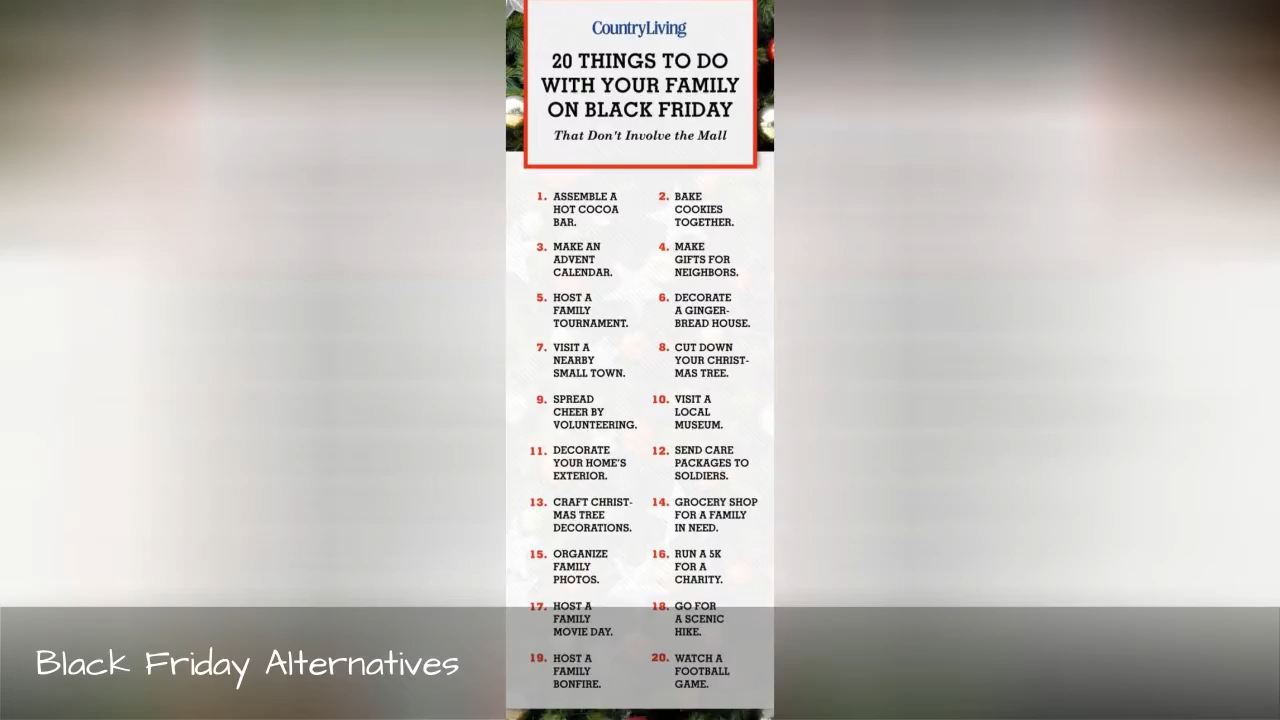 CountryLiving
20 THINGS TO DO
WITH YOUR FAMILY
ON BLACK FRIDAY
That Don't Involve the Mall
1. ASSEMBLE A
HOT COCOA
BAR.
2. BAKE
COOKIES
TOGETHER.
3. MAKE AN
ADVENT
CALENDAR.
4. MAKE
GIFTS FOR
NEIGHBORS.
5. HOST A
FAMILY
TOURNAMENT.
6. DECORATE
A GINGER-
BREAD HOUSE.
7. VISIT A
NEARBY
SMALL TOWN.
8. CUT DOWN
YOUR CHRIST-
MAS TREE.
9. SPREAD
CHEER BY
VOLUNTEERING.
10. VISIT A
LOCAL
MUSEUM.
11. DECORATE
YOUR HOME'S
EXTERIOR.
12. SEND CARE
PACKAGES TO
SOLDIERS.
13. CRAFT CHRIST-
MAS TREE
DECORATIONS.
14. GROCERY SHOP
FOR A FAMILY
IN NEED.
15. ORGANIZE
FAMILY
PHOTOS.
16. RUN A 5K
FOR A
CHARITY.
17. HOST A
FAMILY
MOVIE DAY.
18. GO FOR
A SCENIC
HIKE.
19. HOST A
FAMILY
BONFIRE.
20. WATCH A
FOOTBALL
GAME.
Black Friday Alternatives